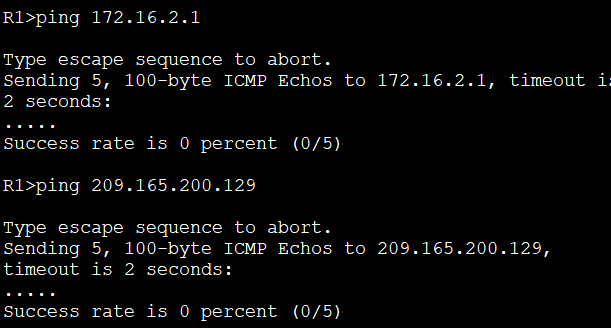 R1>ping 172.16.2.1
Type escape sequence to abort.
Sending 5, 100-byte ICMP Echos to 172.16.2.1, timeout is
2 seconds:
.....
Success rate is 0 percent (0/5)
R1>ping 209.165.200.129
Type escape sequence to abort.
Sending 5, 100-byte ICMP Echos to 209.165.200.129,
timeout is 2 seconds:
.....
Success rate is 0 percent (0/5)